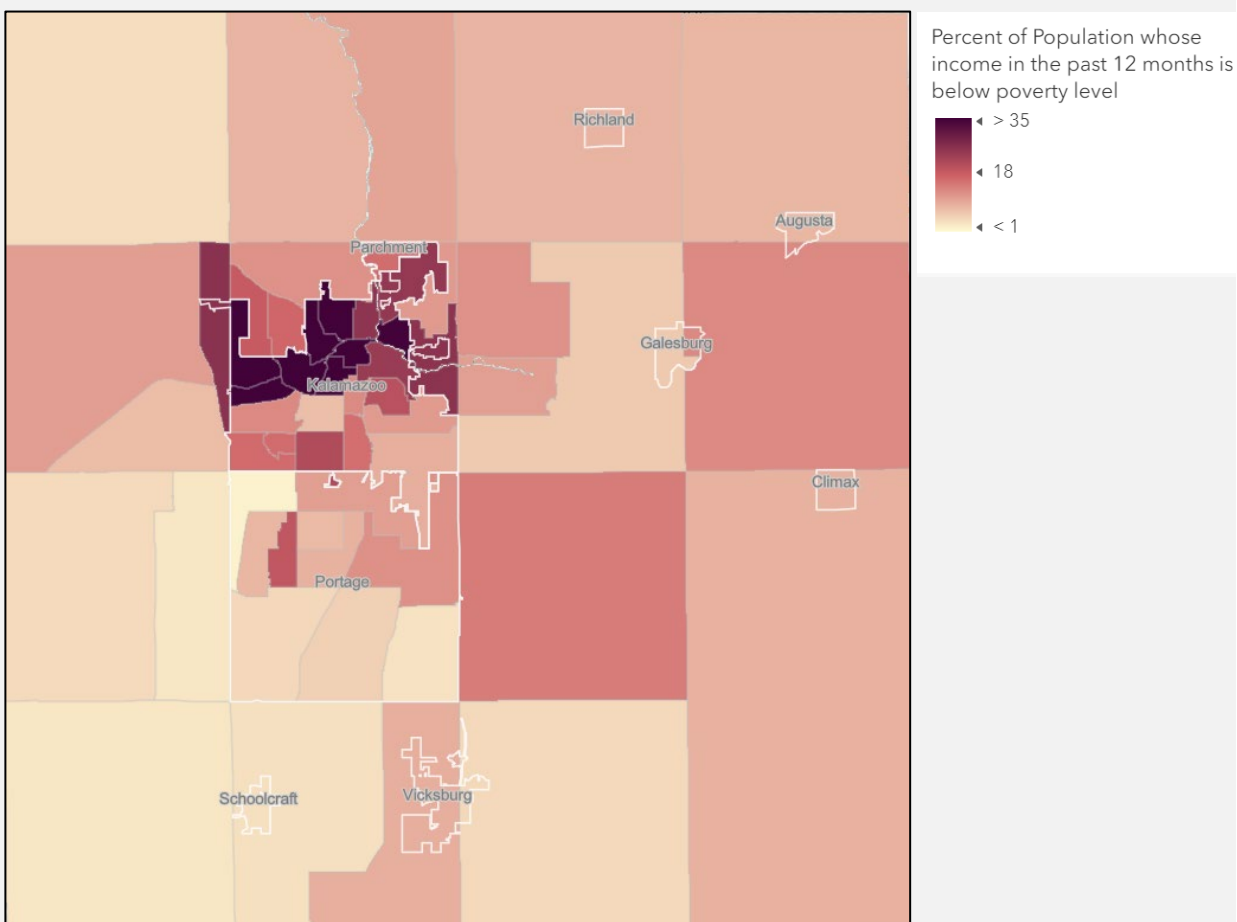 Percent of Population whose
income in the past 12 months is
below poverty level
> 35
18
< 1
Richland
Augusta
Parchment
Galesburg
Kalamazoo
Climax
Portage
Schoolcraft
Vicksburg